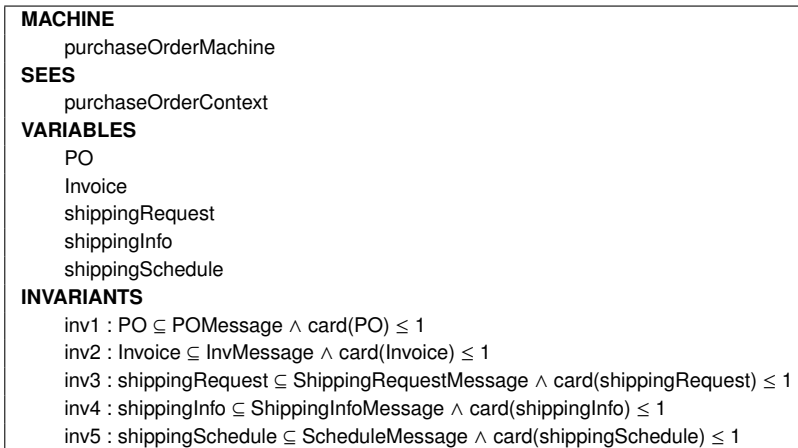 MACHINE
purchaseOrderMachine
SEES
purchaseOrderContext
VARIABLES
PO
Invoice
shippingRequest
shippingInfo
shippingSchedule
INVARIANTS
inv1 : PO ⊆ POMessage ∧ card(PO) ≤ 1
inv2 : Invoice ⊆ InvMessage ∧ card(Invoice) ≤ 1
inv3 : shippingRequest ⊆ ShippingRequestMessage ∧ card(shippingRequest) ≤ 1
inv4 : shippingInfo ⊆ ShippingInfoMessage ∧ card(shippingInfo) ≤ 1
inv5 : shippingSchedule ⊆ ScheduleMessage ∧ card(shippingSchedule) ≤ 1